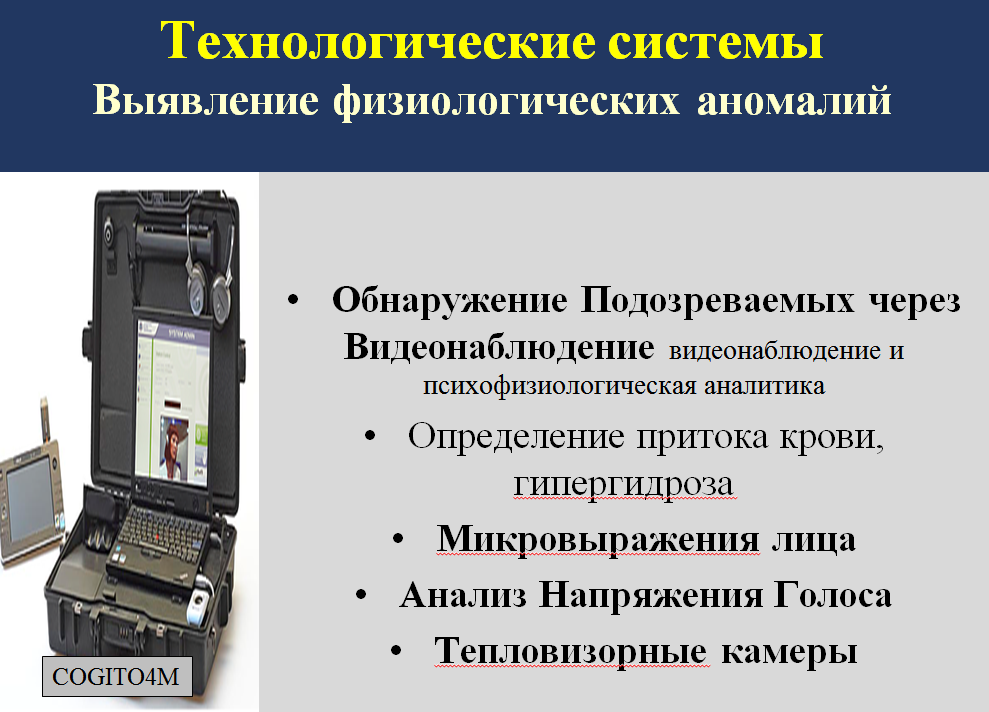 Технологические системы
Выявление физиологических аномалий
• Обнаружение Подозреваемых через
Видеонаблюдение видеонаблюдение и
психофизиологическая аналитика
• Определение притока крови,
гипергидроза
• Микровыражения лица
• Анализ Напряжения Голоса
• Тепловизорные камеры
COGITO4M